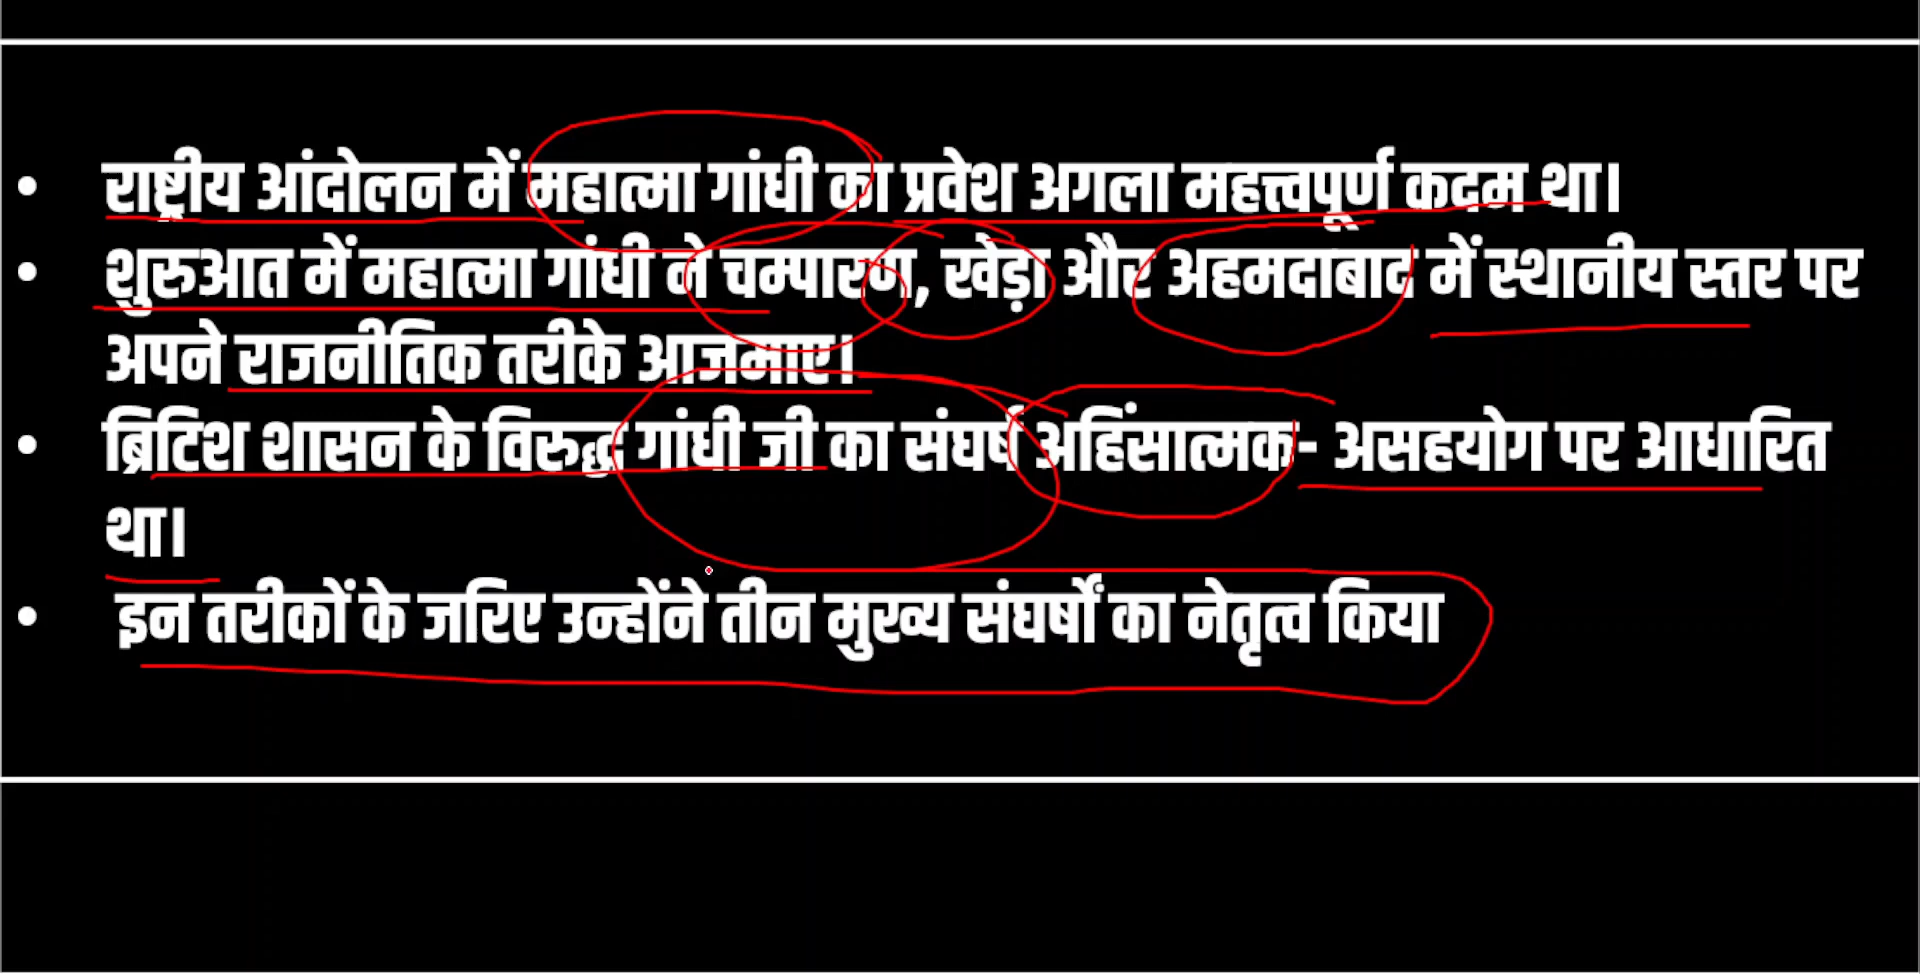 • राष्ट्रीय आंदोलन में महात्मा गांधी का प्रवेश अगला महत्त्वपूर्ण कदम था।
• शुरुआत में महात्मा गांधी ने चम्पारण, खेड़ा और अहमदाबाद में स्थानीय स्तर पर
अपने राजनीतिक तरीके आजमाए।
• ब्रिटिश शासन के विरुद्ध गांधी जी का संघर्ष अहिंसात्मक- असहयोग पर आधारित
था।
• इन तरीकों के जरिए उन्होंने तीन मुख्य संघर्षों का नेतृत्व किया